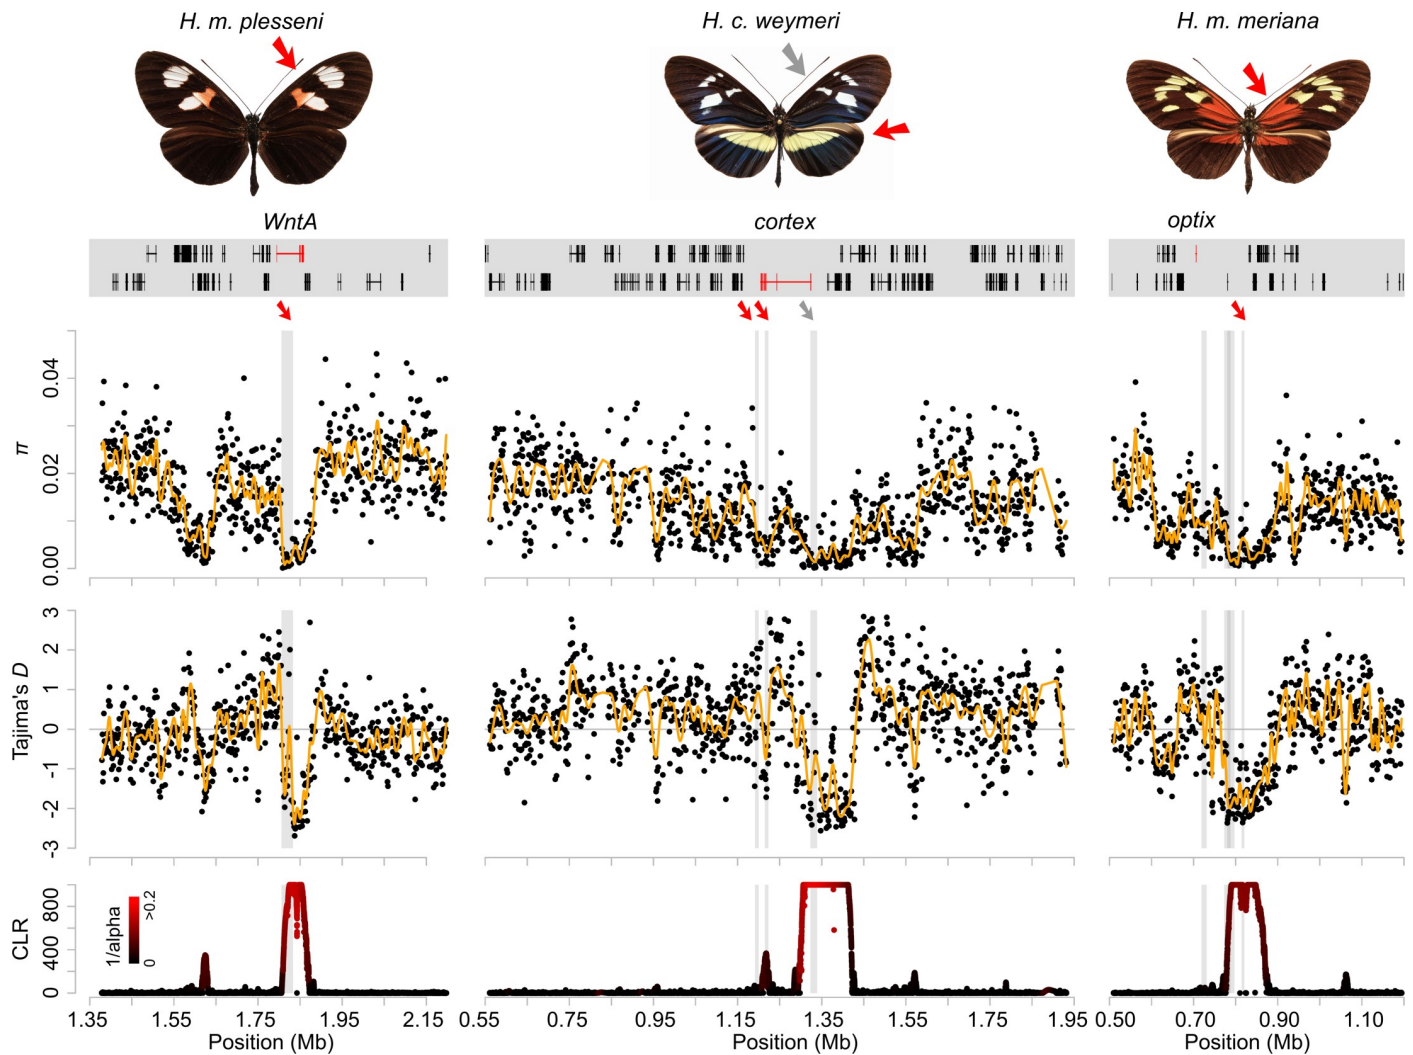 H. m. plesseni
H. c. weymeri
H. m. meriana
WntA
cortex
optix
π
0.04
0.02
0.00
Tajima's D
3
2
1
0
-1
-2
-3
CLR
800
400
0
1/alpha
>0.2
0
1.35 1.55 1.75 1.95 2.15
Position (Mb)
0.55 0.75 0.95 1.15 1.35 1.55 1.75 1.95
Position (Mb)
0.50 0.70 0.90 1.10
Position (Mb)